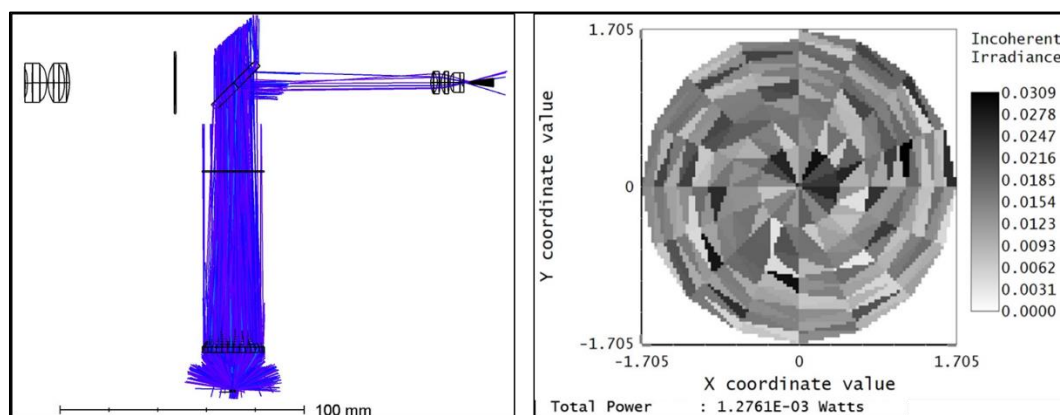 100 mm
1.705
0
-1.705
-1.705
0
1.705
Y coordinate value
X coordinate value
Incoherent
Irradiance
0.0309
0.0278
0.0247
0.0216
0.0185
0.0154
0.0123
0.0093
0.0062
0.0031
0.0000
Total Power : 1.2761E-03 Watts